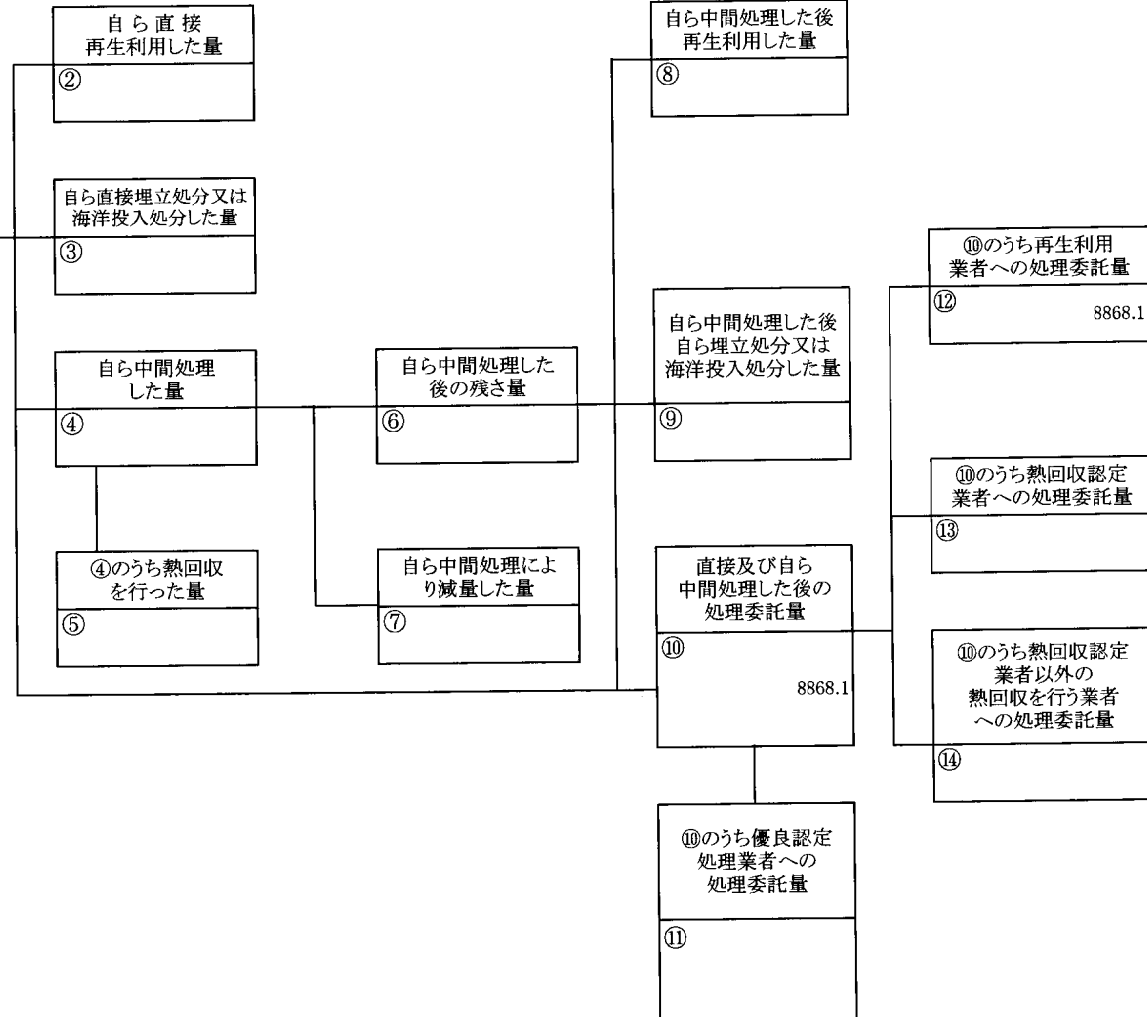 自ら直接
再生利用した量
②
自ら直接埋立処分又は
海洋投入処分した量
③
自ら中間処理
した量
④
④のうち熱回収
を行った量
⑤
自ら中間処理した
後の残さ量
⑥
自ら中間処理によ
り減量した量
⑦
自ら中間処理した後
再生利用した量
⑧
自ら中間処理した後
自ら埋立処分又は
海洋投入処分した量
⑨
直接及び自ら
中間処理した後の
処理委託量
⑩
8868.1
⑩のうち優良認定
処理業者への
処理委託量
⑪
⑩のうち再生利用
業者への処理委託量
⑫
8868.1
⑩のうち熱回収認定
業者への処理委託量
⑬
⑩のうち熱回収認定
業者以外の
熱回収を行う業者
への処理委託量
⑭